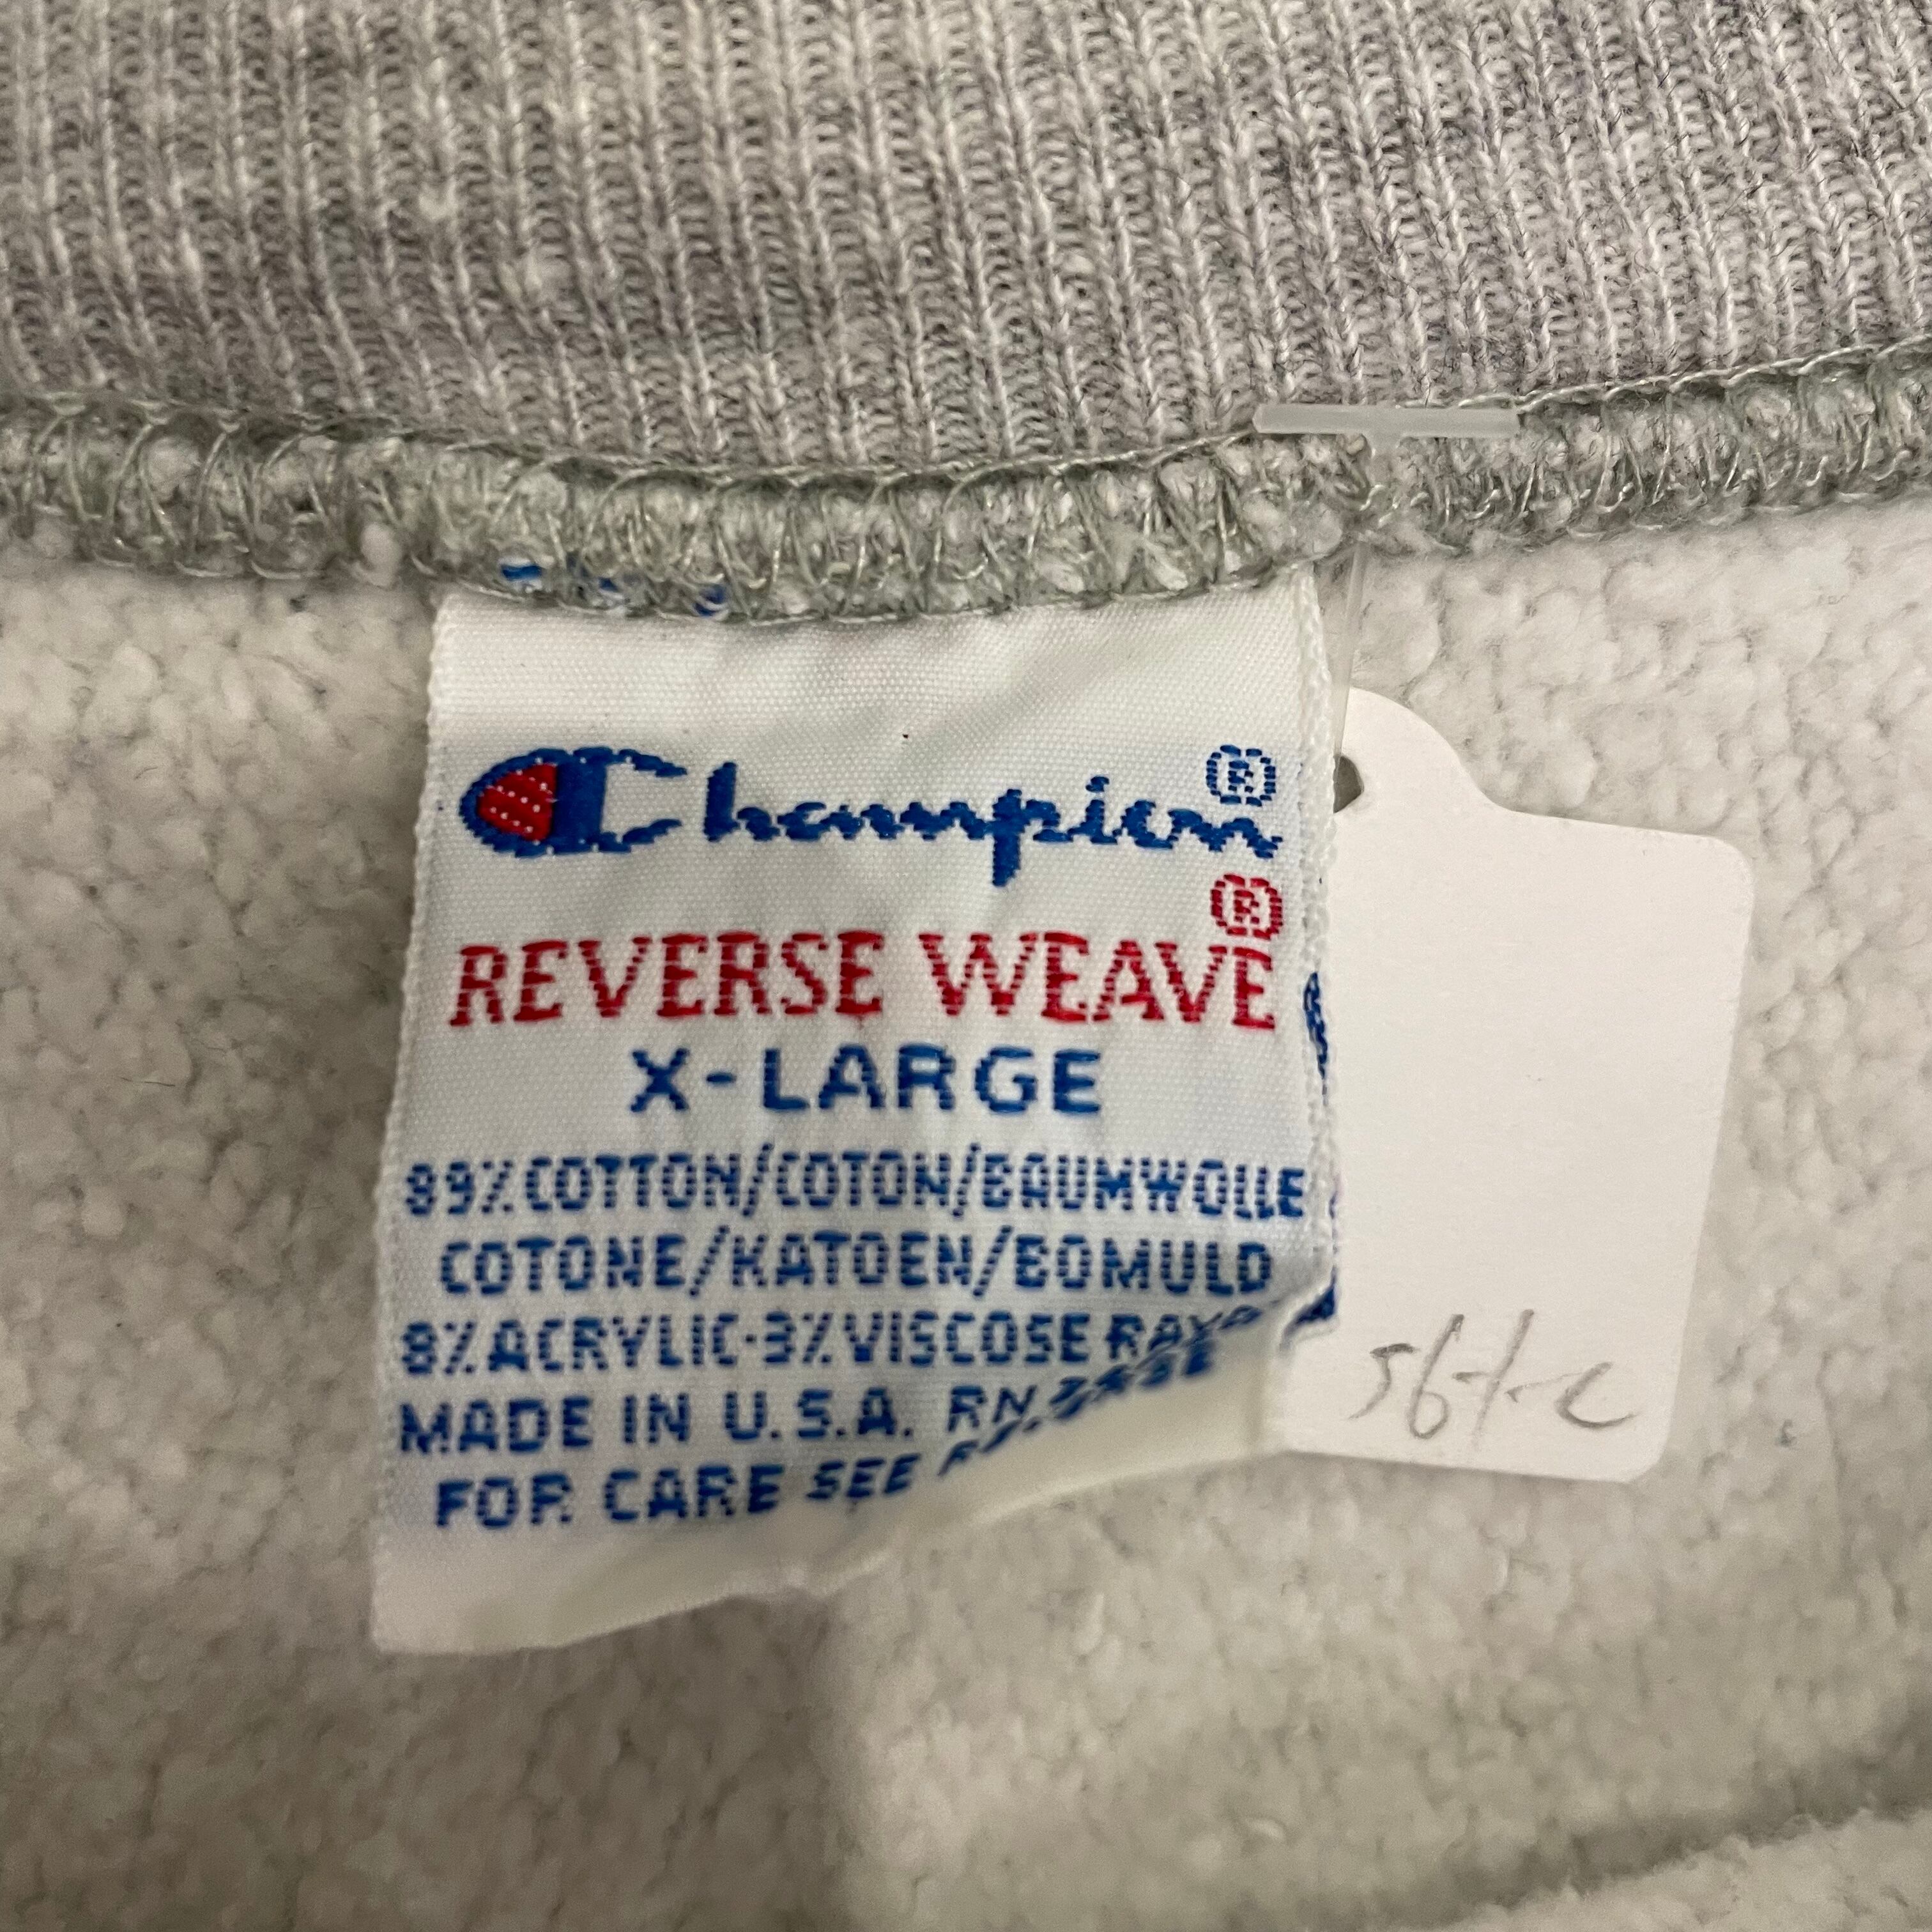 Champion®
REVERSE WEAVE®
X-LARGE
89% COTTON/COTON/BAUMWOLLE
COTONE/KATOEN/BOMULD
8% ACRYLIC·3% VISCOSE
MADE IN U.S.A. RN
FOR CARE SEE